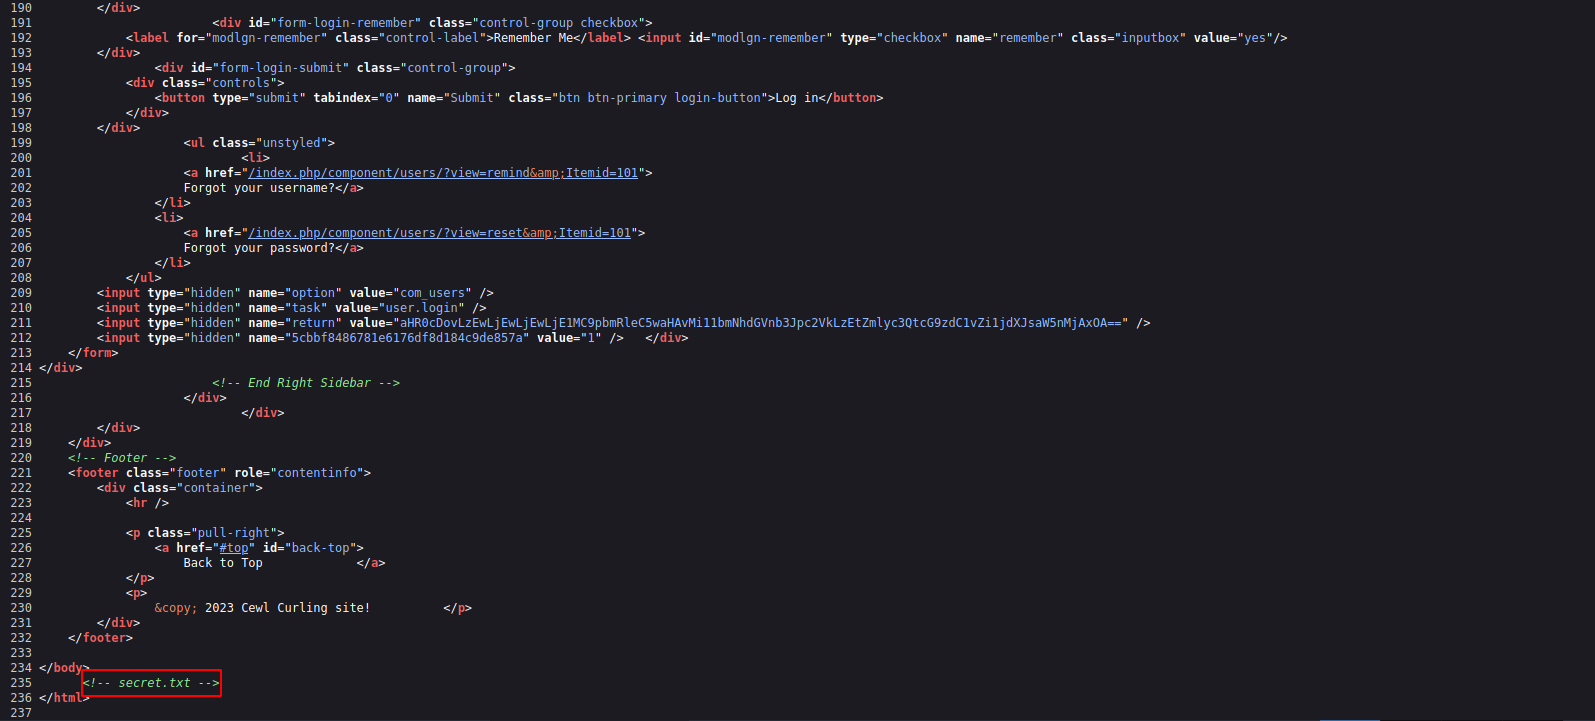 190         </div>
191                         <div id="form-login-remember" class="control-group checkbox">
192             <label for="modlgn-remember" class="control-label">Remember Me</label> <input id="modlgn-remember" type="checkbox" name="remember" class="inputbox" value="yes"/>
193         </div>
194                 <div id="form-login-submit" class="control-group">
195             <div class="controls">
196                 <button type="submit" tabindex="0" name="Submit" class="btn btn-primary login-button">Log in</button>
197             </div>
198         </div>
199                     <ul class="unstyled">
200                             <li>
201                     <a href="/index.php/component/users/?view=remind&amp;Itemid=101">
202                     Forgot your username?</a>
203                 </li>
204                 <li>
205                     <a href="/index.php/component/users/?view=reset&amp;Itemid=101">
206                     Forgot your password?</a>
207                 </li>
208             </ul>
209         <input type="hidden" name="option" value="com_users" />
210         <input type="hidden" name="task" value="user.login" />
211         <input type="hidden" name="return" value="aHR0cDovLzEwLjEwLjEwLjE1MC9pbmRleC5waHAvMi11bmNhdGVnb3Jpc2VkLzEtZmlyc3QtcG9zdC1vZi1jdXJsaW5nMjAxOA==" />
212         <input type="hidden" name="5cbbf8486781e6176df8d184c9de857a" value="1" />   </div>
213     </form>
214 </div>
215                         <!-- End Right Sidebar -->
216                     </div>
217                             </div>
218         </div>
219     </div>
220     <!-- Footer -->
221     <footer class="footer" role="contentinfo">
222         <div class="container">
223             <hr />
224
225             <p class="pull-right">
226                 <a href="#top" id="back-top">
227                     Back to Top             </a>
228             </p>
229             <p>
230                 &copy; 2023 Cewl Curling site!          </p>
231         </div>
232     </footer>
233
234 </body>
235       <!-- secret.txt -->
236 </html>
237